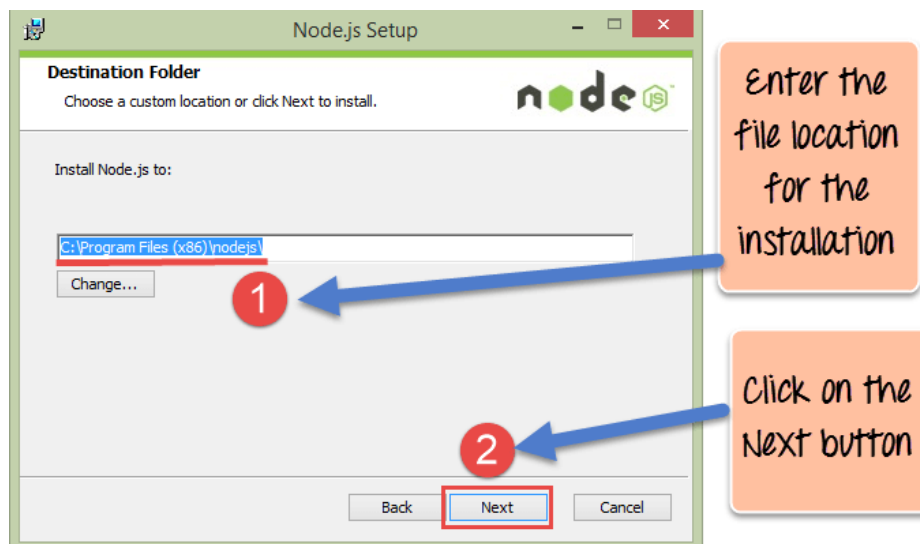 Node.js Setup
Destination Folder
Choose a custom location or click Next to install.
node JS
Install Node.js to:
C:\Program Files (x86)\nodejs\
Change...
1
Enter the
file location
for the
installation
2
Click on the
Next button
Back Next Cancel